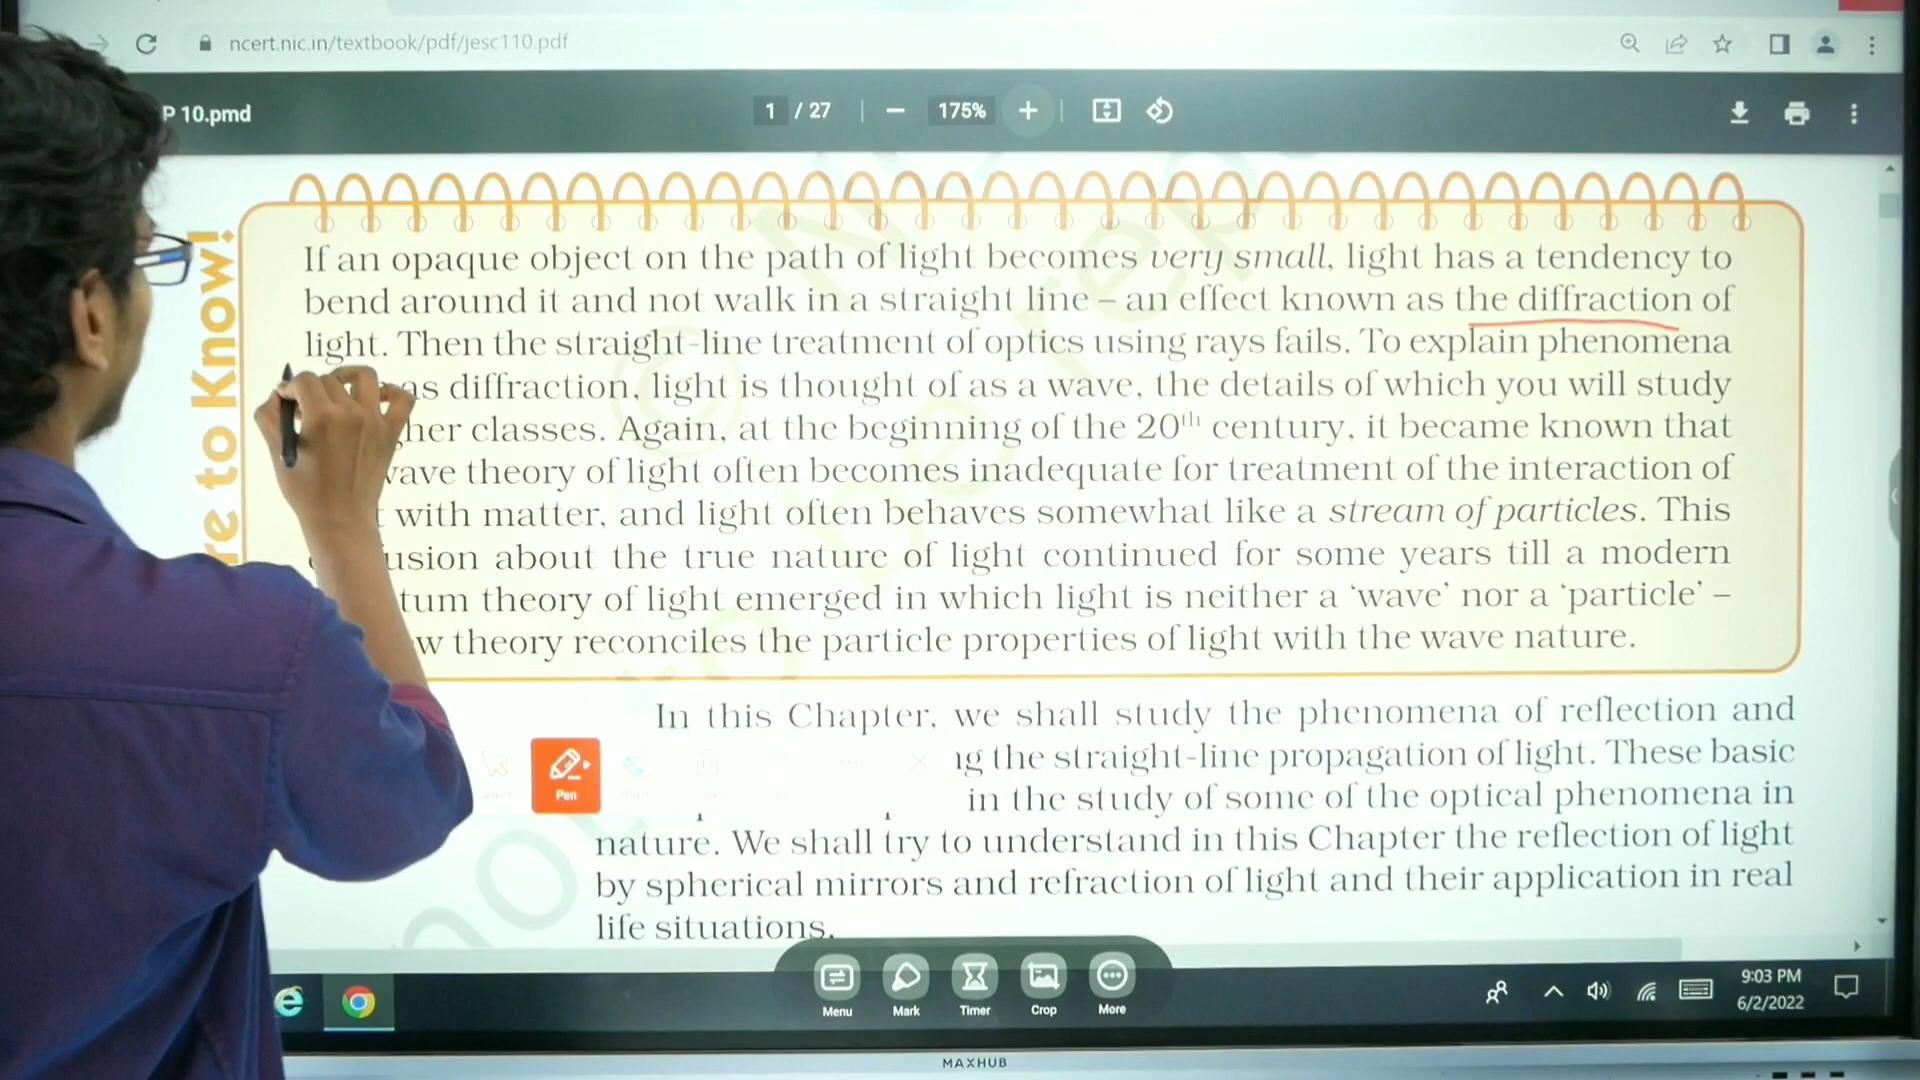 ncert.nic.in/textbook/pdf/jesc110.pdf
P 10.pmd
1 / 27
175%
re to Know!
If an opaque object on the path of light becomes very small, light has a tendency to
bend around it and not walk in a straight line – an effect known as the diffraction of
light. Then the straight-line treatment of optics using rays fails. To explain phenomena
as diffraction, light is thought of as a wave, the details of which you will study
her classes. Again, at the beginning of the 20th century, it became known that
wave theory of light often becomes inadequate for treatment of the interaction of
t with matter, and light often behaves somewhat like a stream of particles. This
usion about the true nature of light continued for some years till a modern
tum theory of light emerged in which light is neither a ‘wave’ nor a ‘particle’ –
w theory reconciles the particle properties of light with the wave nature.
In this Chapter, we shall study the phenomena of reflection and
ng the straight-line propagation of light. These basic
in the study of some of the optical phenomena in
nature. We shall try to understand in this Chapter the reflection of light
by spherical mirrors and refraction of light and their application in real
life situations.
Pen
Menu Mark Timer Crop More
9:03 PM
6/2/2022
MAXHUB